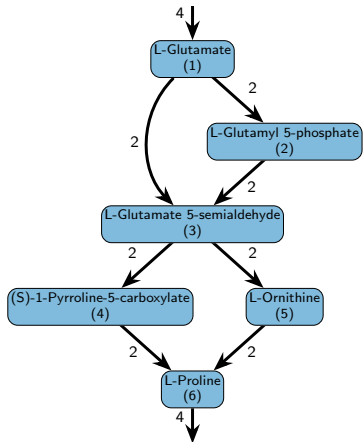 4
L-Glutamate
(1)
2
2
L-Glutamyl 5-phosphate
(2)
2
L-Glutamate 5-semialdehyde
(3)
2
2
(S)-1-Pyrroline-5-carboxylate
(4)
L-Ornithine
(5)
2
2
L-Proline
(6)
4